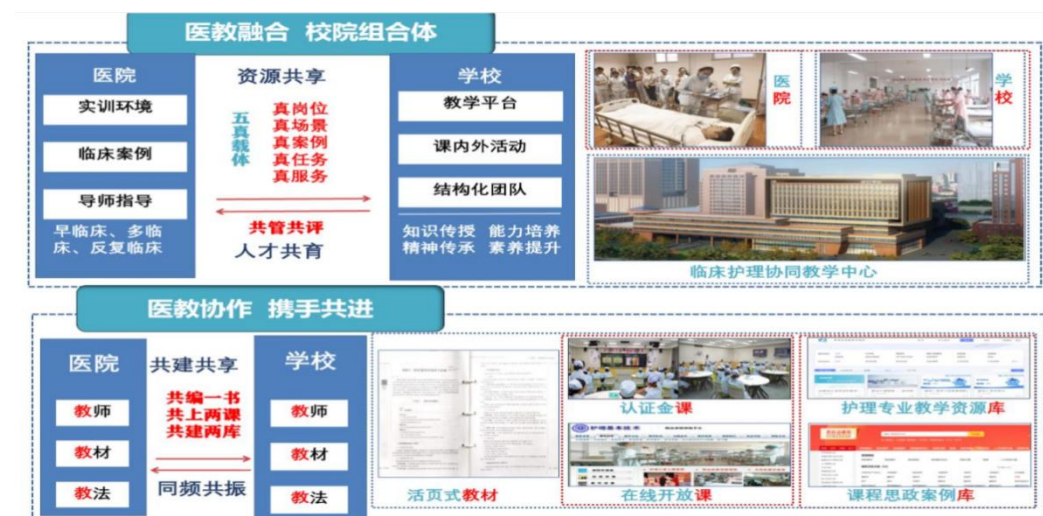 医教融合 校院组合体
医院
实训环境
临床案例
导师指导
早临床、多临
床、反复临床
资源共享
五真载体
真岗位
真场景
真案例
真任务
真服务
共管共评
人才共育
学校
教学平台
课内外活动
结构化团队
知识传授 能力培养
精神传承 素养提升
医院
学校
临床护理协同教学中心
医教协作 携手共进
医院
教师
教材
教法
共建共享
共编一书
共上两课
共建两库
同频共振
学校
教师
教材
教法
活页式教材
认证金课
护理基本技术
在线开放课
护理专业教学资源库
课程思政案例库